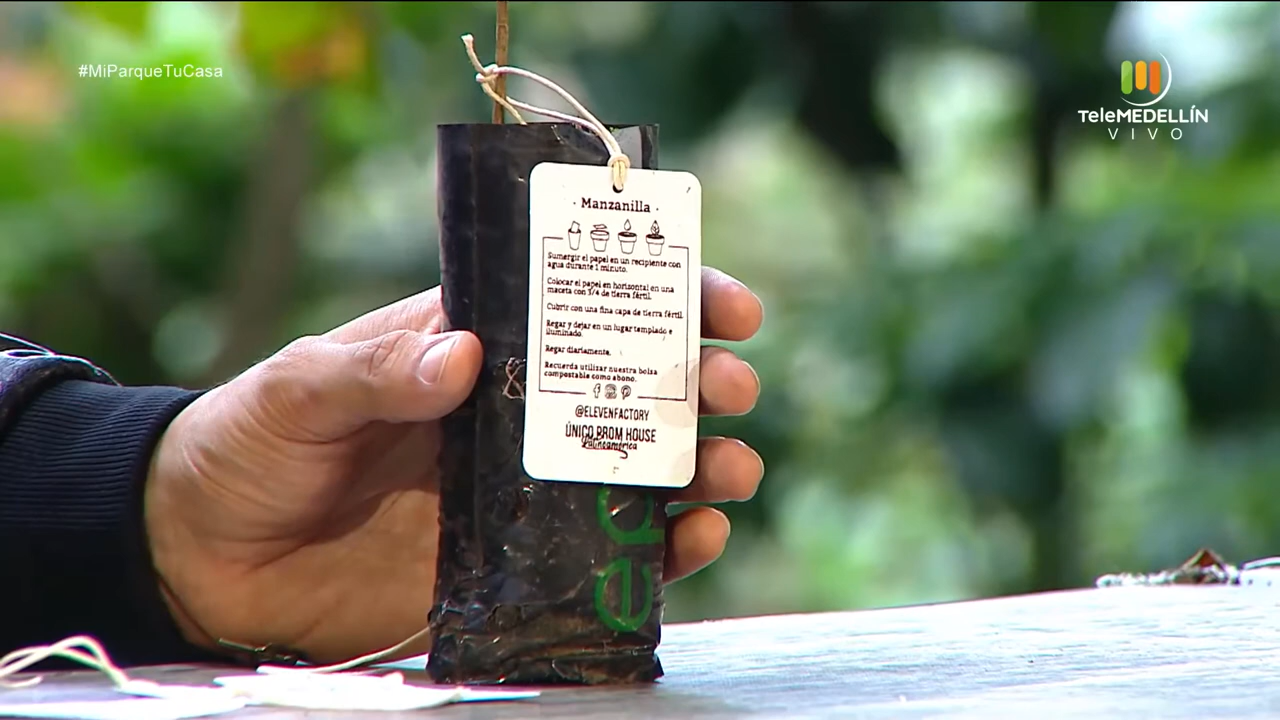 #MiParqueTuCasa
TeleMEDELLÍN
VIVO
· Manzanilla ·
Sumergir el papel en un recipiente con
agua durante 1 minuto.
Colocar el papel en horizontal en una
maceta con 3/4 de tierra fértil.
Cubrir con una fina capa de tierra fértil.
Regar y dejar en un lugar templado e
iluminado.
Regar diariamente.
Recuerda utilizar nuestra bolsa
compostable como abono.
@ELEVENFACTORY
ÚNICO PROM HOUSE
Latinoamérica